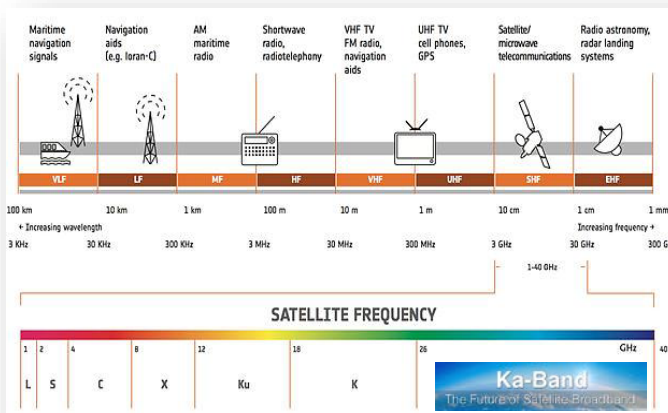 Maritime
navigation
signals
Navigation
aids
(e.g. loran-C)
AM
maritime
radio
Shortwave
radio,
radiotelephony
VHF TV
FM radio,
navigation
aids
UHF TV
cell phones,
GPS
Satellite/
microwave
telecommunications
Radio astronomy,
radar landing
systems
VLF LF MF HF VHF UHF SHF EHF
100 km 10 km 1 km 100 m 10 m 1 m 10 cm 1 cm 1 mm
← Increasing wavelength Increasing frequency →
3 KHz 30 KHz 300 KHz 3 MHz 30 MHz 300 MHz 3 GHz 30 GHz 300 G
1-40 GHz
SATELLITE FREQUENCY
1 2 4 8 12 18 26 GHz 40
L S C X Ku K
Ka-Band
The Future of Satellite Broadband